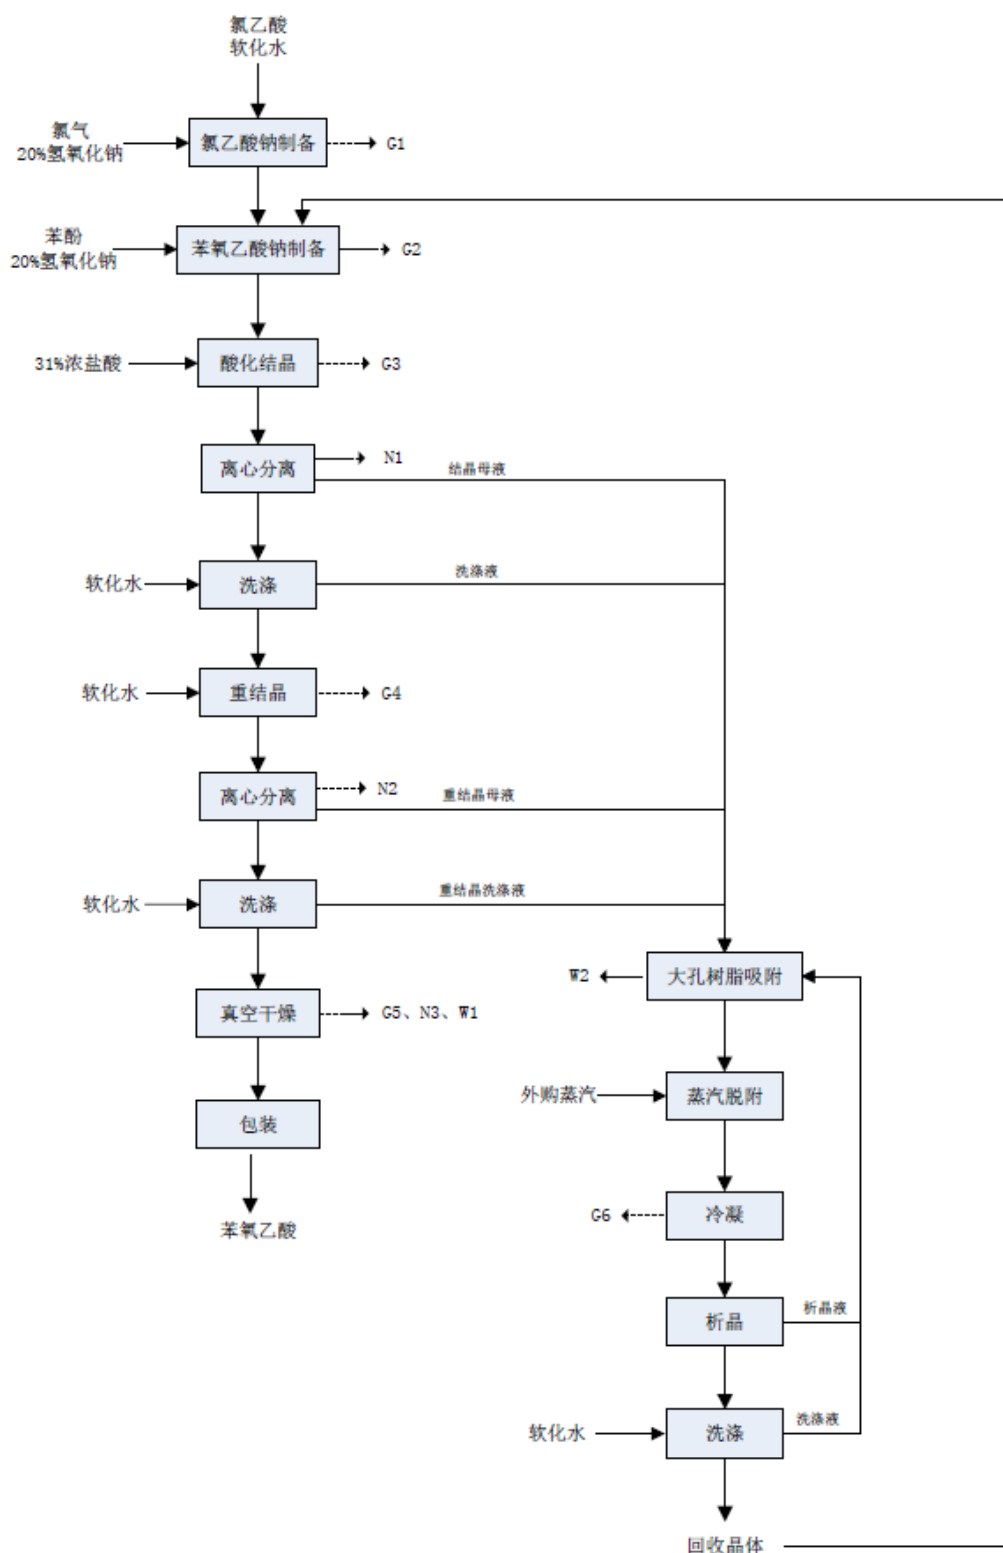 氯乙酸
软化水
氯气
20%氢氧化钠
氯乙酸钠制备
G1
苯酚
20%氢氧化钠
苯氧乙酸钠制备
G2
31%浓盐酸
酸化结晶
G3
离心分离
N1
结晶母液
软化水
洗涤
洗涤液
软化水
重结晶
G4
离心分离
N2
重结晶母液
软化水
洗涤
重结晶洗涤液
W2
大孔树脂吸附
真空干燥
G5、N3、W1
外购蒸汽
蒸汽脱附
包装
苯氧乙酸
G6
冷凝
析晶
析晶液
软化水
洗涤
洗涤液
回收晶体